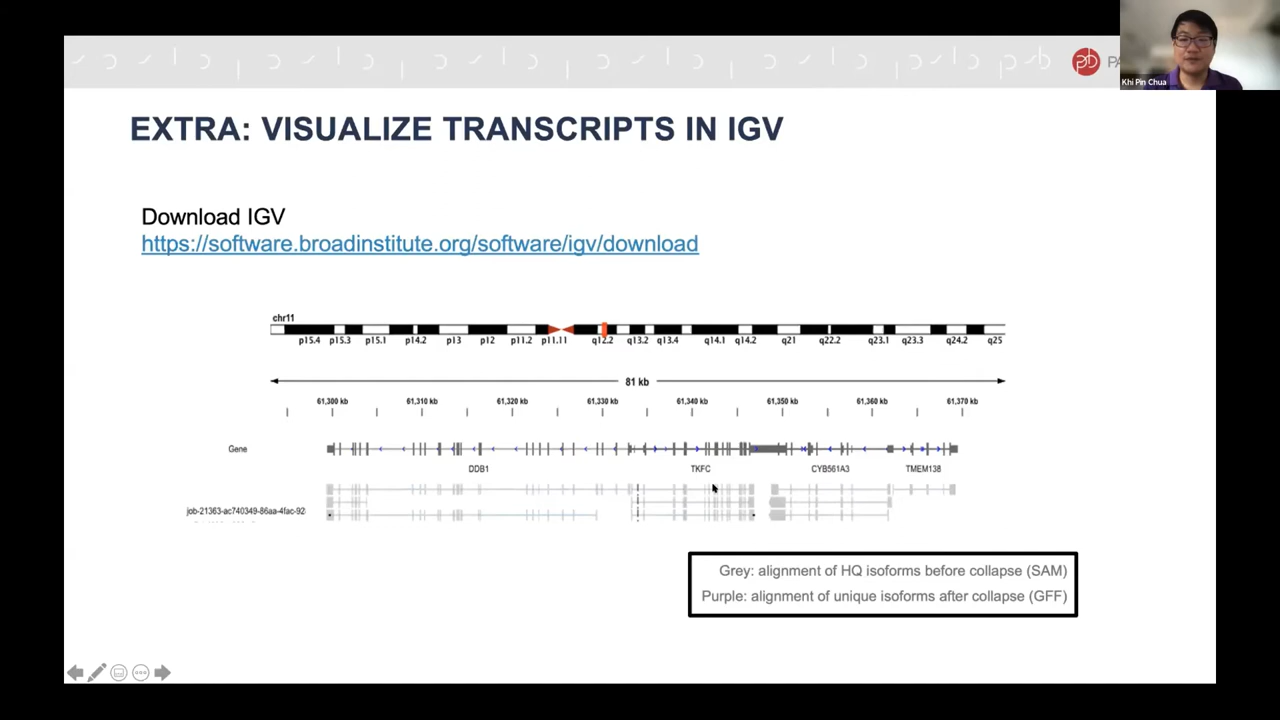 PA
Khi Pin Chua
EXTRA: VISUALIZE TRANSCRIPTS IN IGV
Download IGV
https://software.broadinstitute.org/software/igv/download
chr11
p15.4 p15.3 p15.1 p14.2 p13 p12 p11.2 p11.11 q12.2 q13.2 q13.4 q14.1 q14.2 q21 q22.2 q23.1 q23.3 q24.2 q25
81 kb
61,300 kb 61,310 kb 61,320 kb 61,330 kb 61,340 kb 61,350 kb 61,360 kb 61,370 kb
Gene
DDB1 TKFC CYB561A3 TMEM138
job-21363-ac740349-86aa-4fac-92
Grey: alignment of HQ isoforms before collapse (SAM)
Purple: alignment of unique isoforms after collapse (GFF)